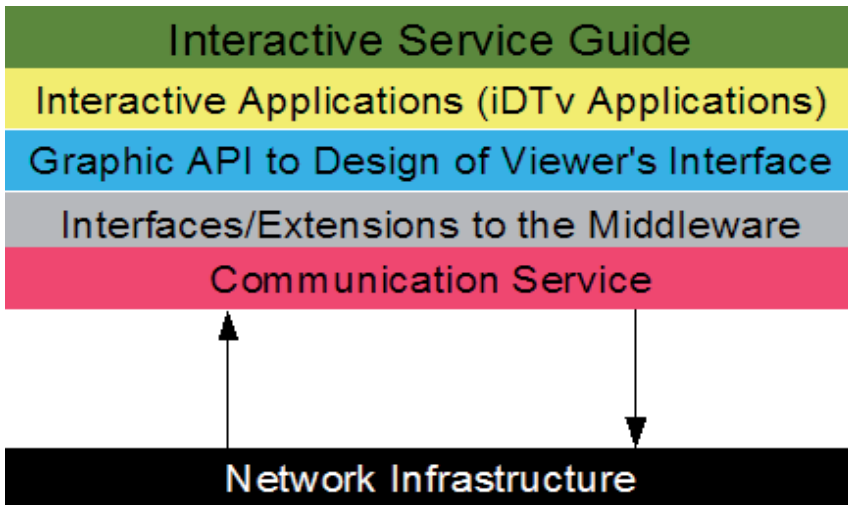 Interactive Service Guide
Interactive Applications (iDTv Applications)
Graphic API to Design of Viewer's Interface
Interfaces/Extensions to the Middleware
Communication Service
Network Infrastructure